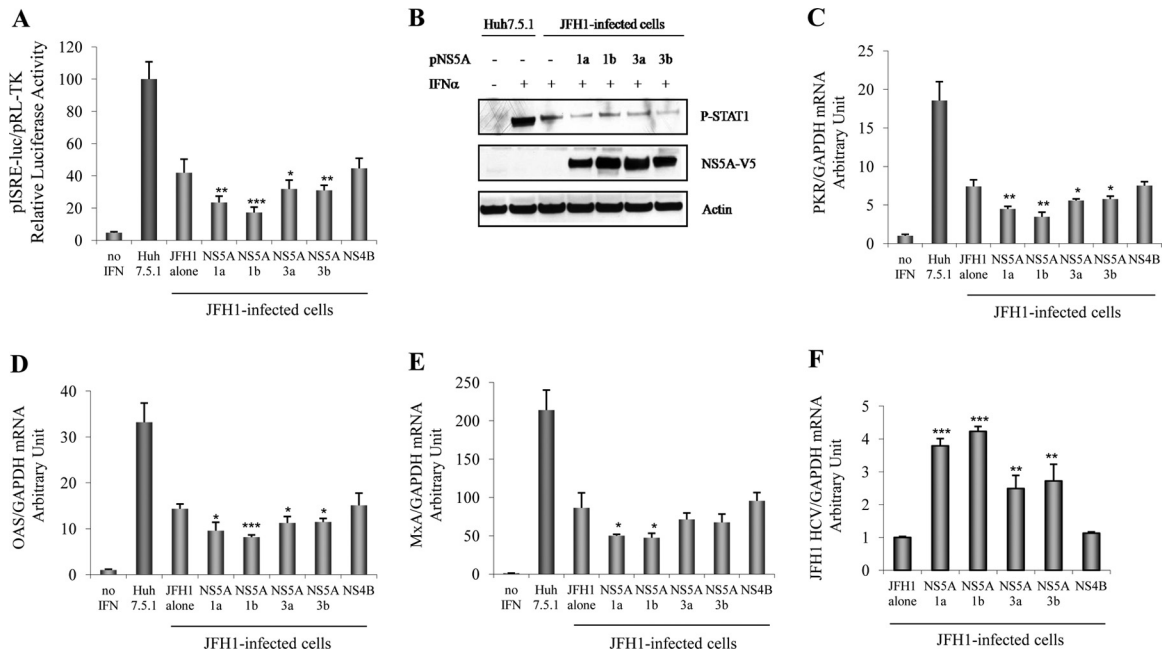 A
pISRE-luc/pRL-TK
Relative Luciferase Activity
120
100
80
60
40
20
0
** *** * **
no IFN
Huh 7.5.1
JFH1 alone
NS5A 1a
NS5A 1b
NS5A 3a
NS5A 3b
NS4B
JFH1-infected cells
B
Huh7.5.1 JFH1-infected cells
pNS5A - - - 1a 1b 3a 3b
IFNα - + + + + + +
P-STAT1
NS5A-V5
Actin
C
PKR/GAPDH mRNA
Arbitrary Unit
25
20
15
10
5
0
** ** * *
no IFN
Huh 7.5.1
JFH1 alone
NS5A 1a
NS5A 1b
NS5A 3a
NS5A 3b
NS4B
JFH1-infected cells
D
OAS/GAPDH mRNA
Arbitrary Unit
40
30
20
10
0
* *** * *
no IFN
Huh 7.5.1
JFH1 alone
NS5A 1a
NS5A 1b
NS5A 3a
NS5A 3b
NS4B
JFH1-infected cells
E
MxA/GAPDH mRNA
Arbitrary Unit
250
200
150
100
50
0
* *
no IFN
Huh 7.5.1
JFH1 alone
NS5A 1a
NS5A 1b
NS5A 3a
NS5A 3b
NS4B
JFH1-infected cells
F
JFH1 HCV/GAPDH mRNA
Arbitrary Unit
5
4
3
2
1
0
*** *** ** **
JFH1 alone
NS5A 1a
NS5A 1b
NS5A 3a
NS5A 3b
NS4B
JFH1-infected cells